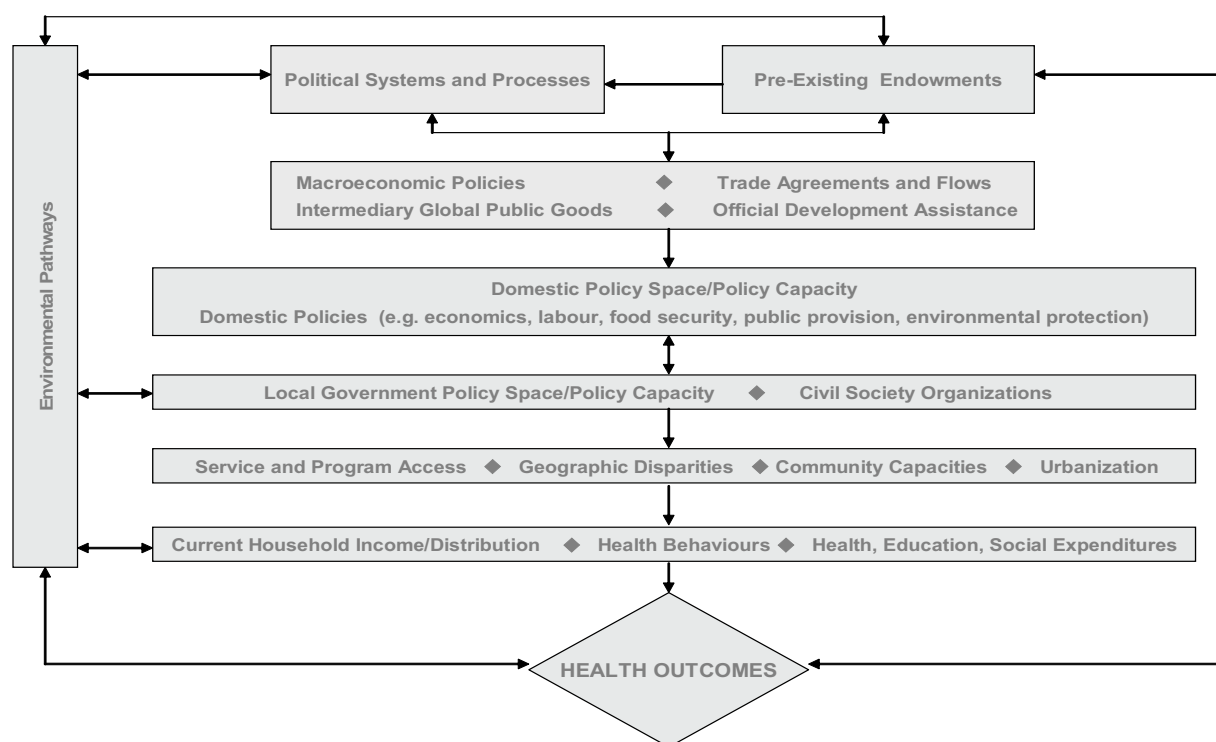 Political Systems and Processes
Pre-Existing Endowments
Macroeconomic Policies ◆ Trade Agreements and Flows
Intermediary Global Public Goods ◆ Official Development Assistance
Environmental Pathways
Domestic Policy Space/Policy Capacity
Domestic Policies (e.g. economics, labour, food security, public provision, environmental protection)
Local Government Policy Space/Policy Capacity ◆ Civil Society Organizations
Service and Program Access ◆ Geographic Disparities ◆ Community Capacities ◆ Urbanization
Current Household Income/Distribution ◆ Health Behaviours ◆ Health, Education, Social Expenditures
HEALTH OUTCOMES